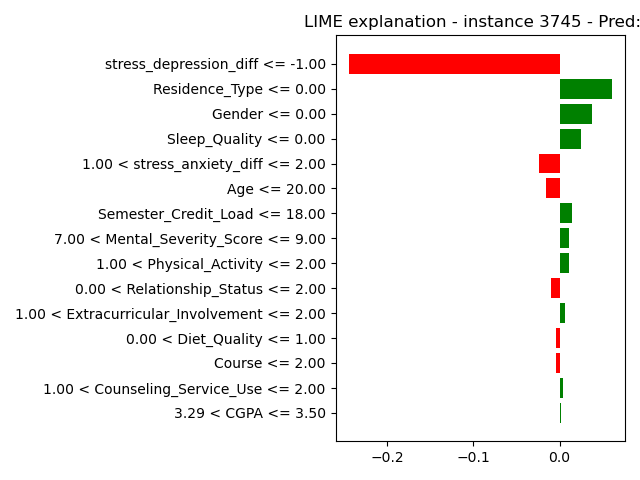 LIME explanation - instance 3745 - Pred:
stress_depression_diff <= -1.00
Residence_Type <= 0.00
Gender <= 0.00
Sleep_Quality <= 0.00
1.00 < stress_anxiety_diff <= 2.00
Age <= 20.00
Semester_Credit_Load <= 18.00
7.00 < Mental_Severity_Score <= 9.00
1.00 < Physical_Activity <= 2.00
0.00 < Relationship_Status <= 2.00
1.00 < Extracurricular_Involvement <= 2.00
0.00 < Diet_Quality <= 1.00
Course <= 2.00
1.00 < Counseling_Service_Use <= 2.00
3.29 < CGPA <= 3.50
−0.2 −0.1 0.0